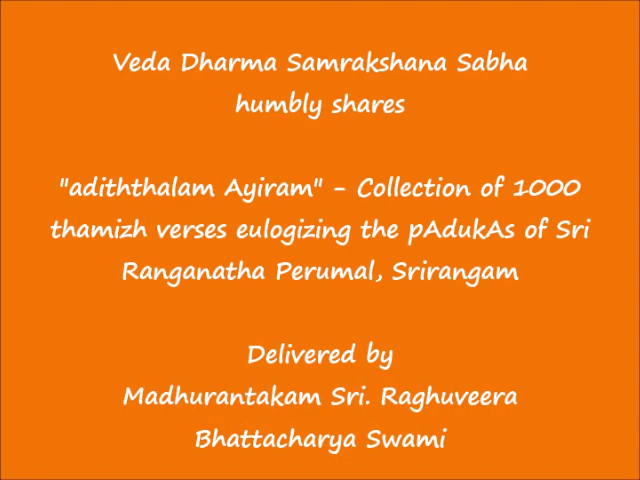 Veda Dharma Samrakshana Sabha
humbly shares
"adiththalam Ayiram" - Collection of 1000
thamizh verses eulogizing the pAdukAs of Sri
Ranganatha Perumal, Srirangam
Delivered by
Madhurantakam Sri. Raghuveera
Bhattacharya Swami